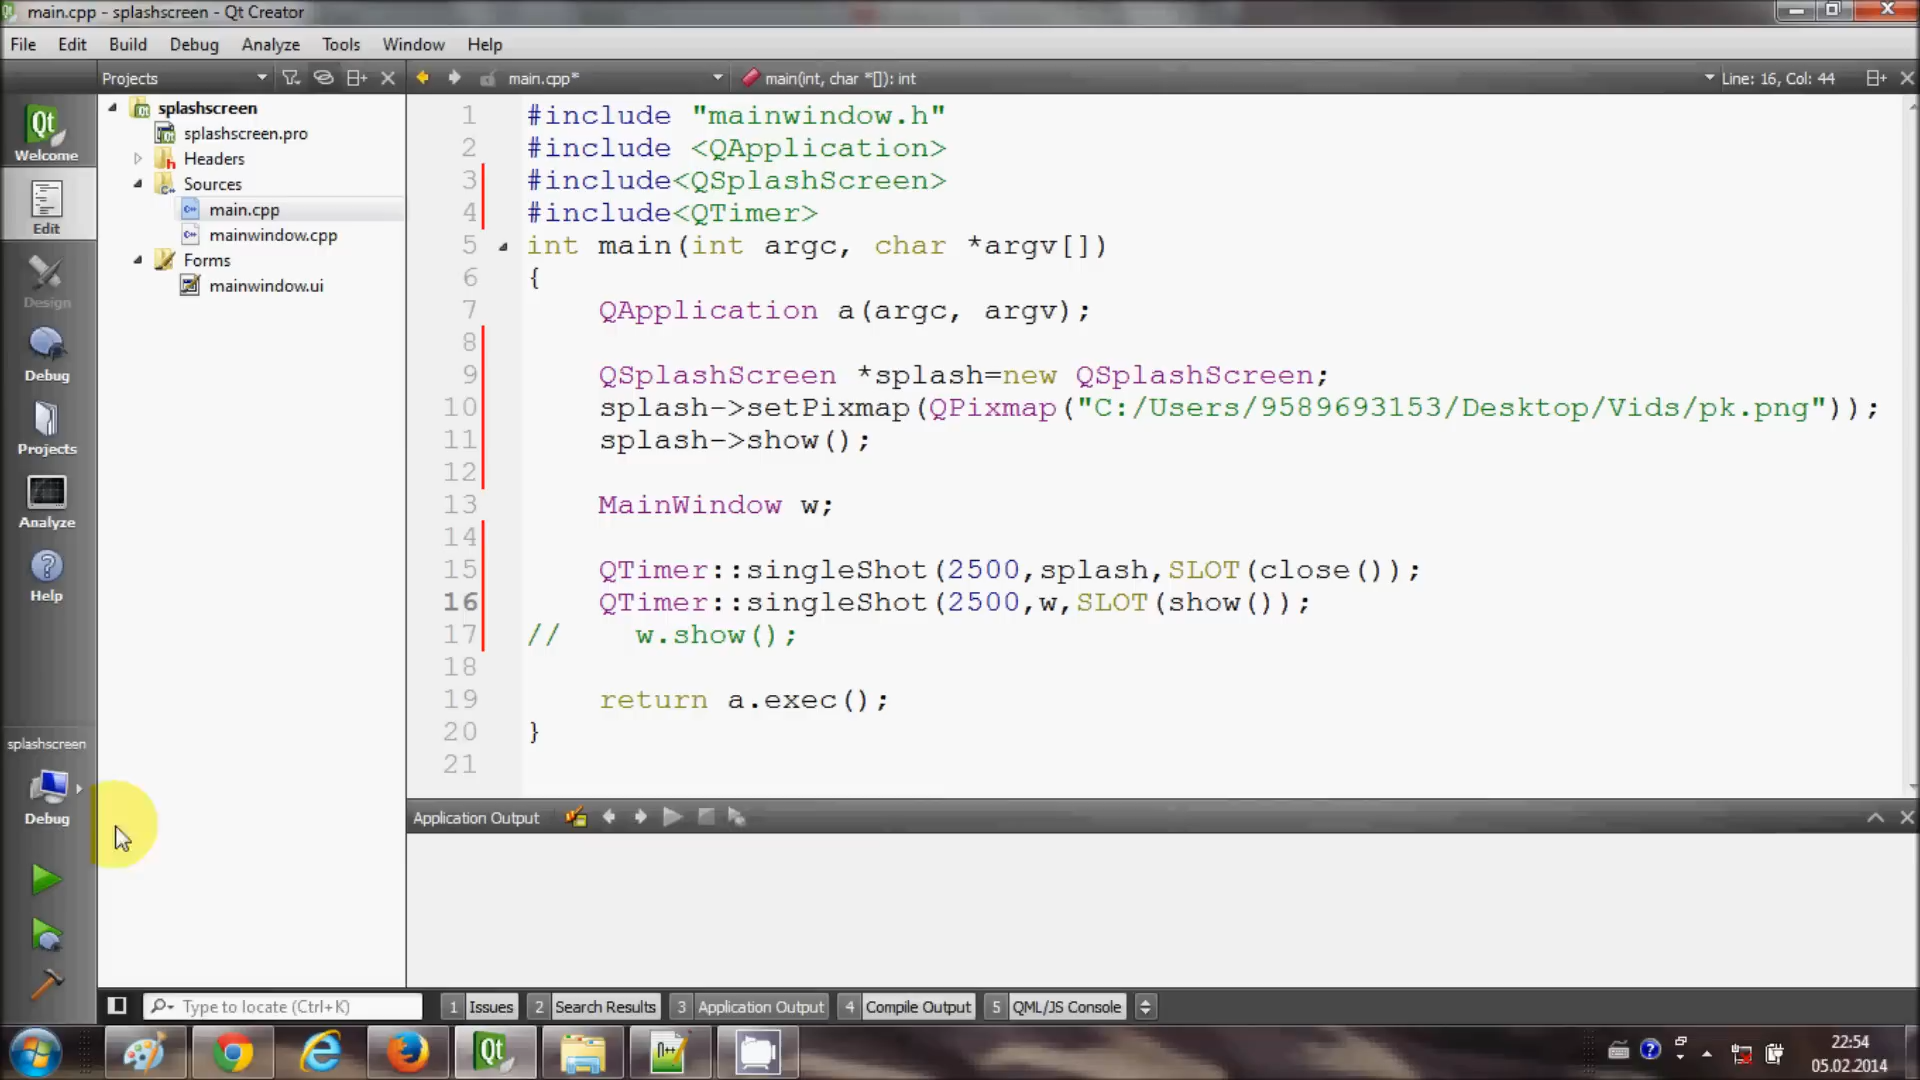 main.cpp - splashscreen - Qt Creator
File Edit Build Debug Analyze Tools Window Help
Projects main.cpp* main(int, char *[]): int Line: 16, Col: 44
Qt
Welcome
Edit
Design
Debug
Projects
Analyze
Help
splashscreen
Debug
splashscreen
splashscreen.pro
Headers
Sources
main.cpp
mainwindow.cpp
Forms
mainwindow.ui
1 #include "mainwindow.h"
2 #include <QApplication>
3 #include<QSplashScreen>
4 #include<QTimer>
5 int main(int argc, char *argv[])
6 {
7 QApplication a(argc, argv);
8
9 QSplashScreen *splash=new QSplashScreen;
10 splash->setPixmap(QPixmap("C:/Users/9589693153/Desktop/Vids/pk.png"));
11 splash->show();
12
13 MainWindow w;
14
15 QTimer::singleShot(2500,splash,SLOT(close());
16 QTimer::singleShot(2500,w,SLOT(show());
17 // w.show();
18
19 return a.exec();
20 }
21
Application Output
Type to locate (Ctrl+K) 1 Issues 2 Search Results 3 Application Output 4 Compile Output 5 QML/JS Console
22:54
05.02.2014